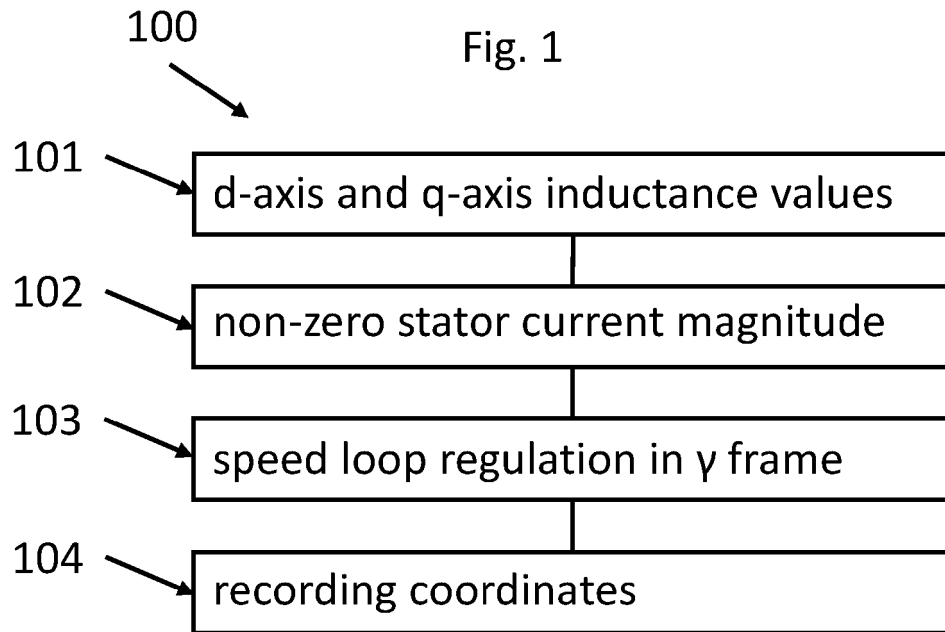 100
Fig. 1
101
d-axis and q-axis inductance values
102
non-zero stator current magnitude
103
speed loop regulation in γ frame
104
recording coordinates